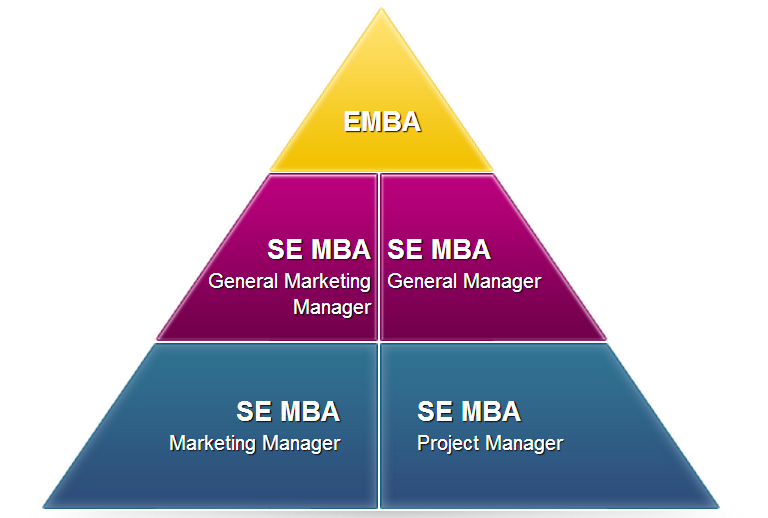 EMBA
SE MBA
General Marketing
Manager
SE MBA
General Manager
SE MBA
Marketing Manager
SE MBA
Project Manager